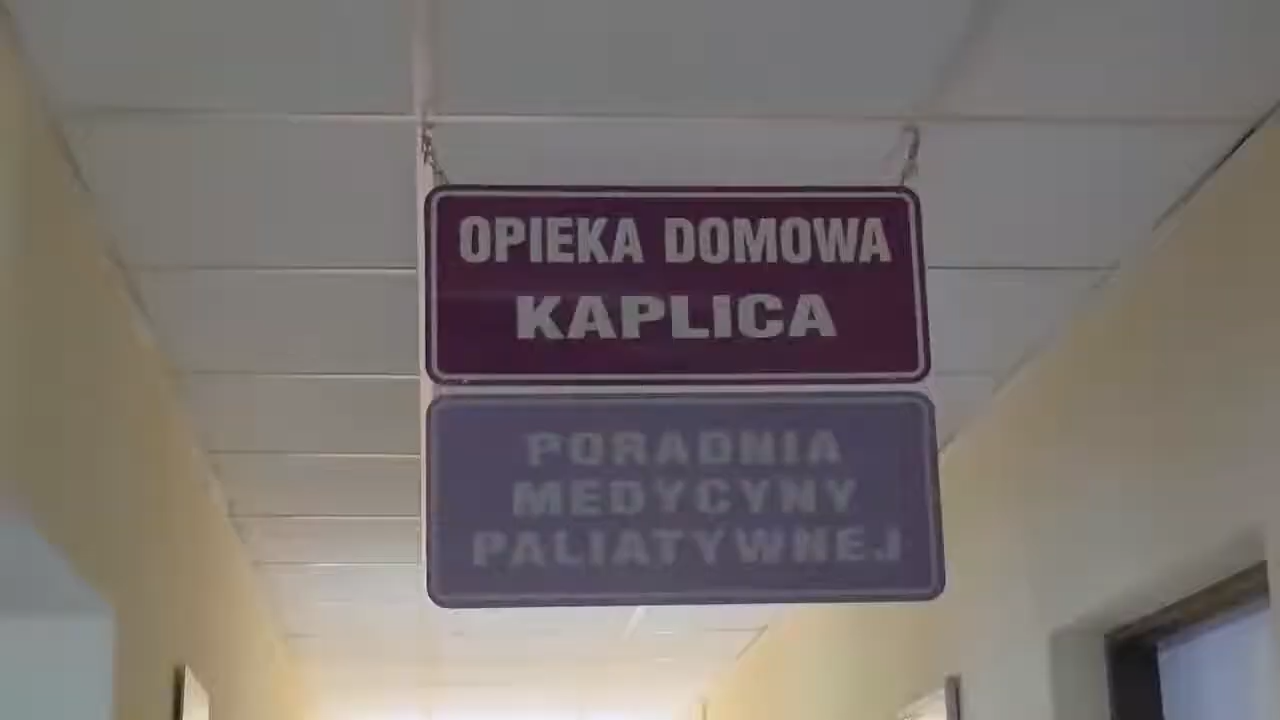 OPIEKA DOMOWA
KAPLICA
PORADNIA
MEDYCYNY
PALIATYWNEJ